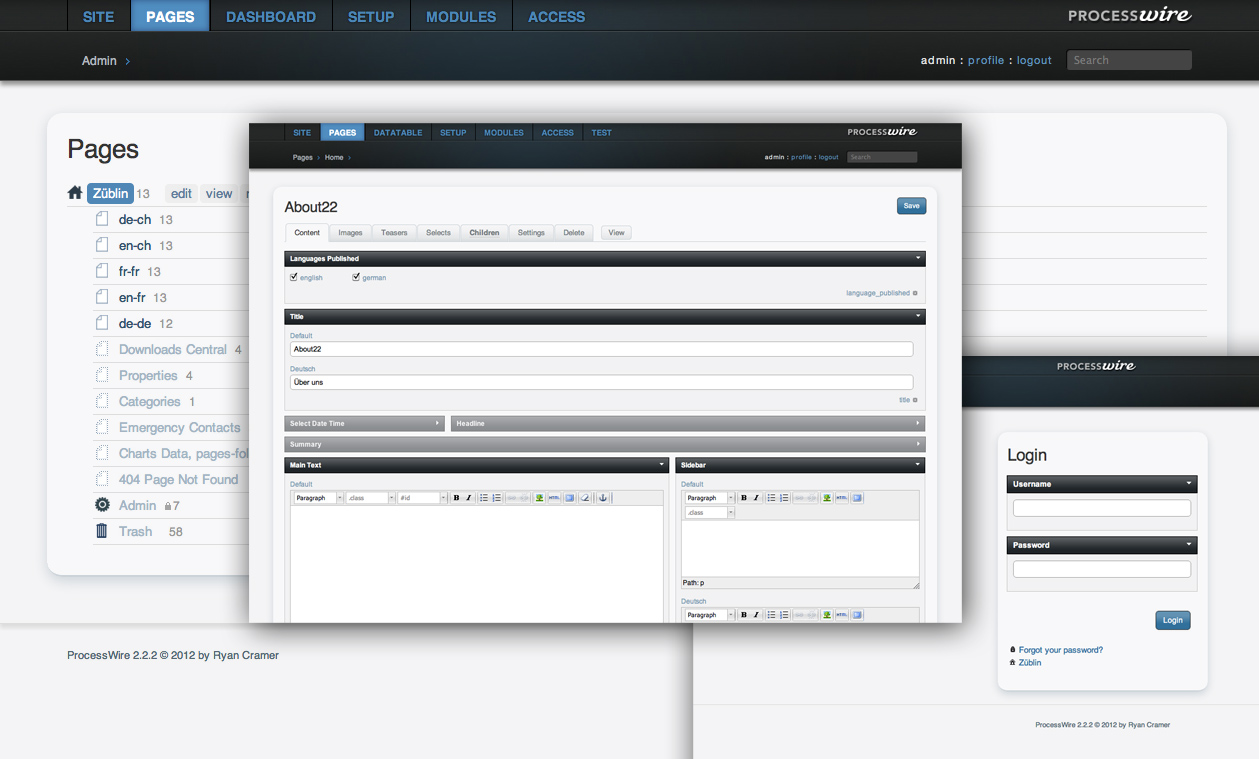 SITE PAGES DASHBOARD SETUP MODULES ACCESS PROCESSwire
Admin › admin : profile : logout Search
Pages
Züblin 13 edit view
de-ch 13
en-ch 13
fr-fr 13
en-fr 13
de-de 12
Downloads Central 4
Properties 4
Categories 1
Emergency Contacts
Charts Data, pages-fol
404 Page Not Found
Admin 7
Trash 58
ProcessWire 2.2.2 © 2012 by Ryan Cramer
SITE PAGES DATATABLE SETUP MODULES ACCESS TEST PROCESSwire
Pages › Home › admin : profile : logout Search
About22 Save
Content Images Teasers Selects Children Settings Delete View
Languages Published
english german
language_published
Title
Default
About22
Deutsch
Über uns
title
Select Date Time Headline
Summary
Main Text
Default
Paragraph .class #id B I HTML
Sidebar
Default
Paragraph B I HTML
.class
Path: p
Deutsch
Paragraph B I HTML
PROCESSwire
Login
Username
Password
Login
Forgot your password?
Züblin
ProcessWire 2.2.2 © 2012 by Ryan Cramer